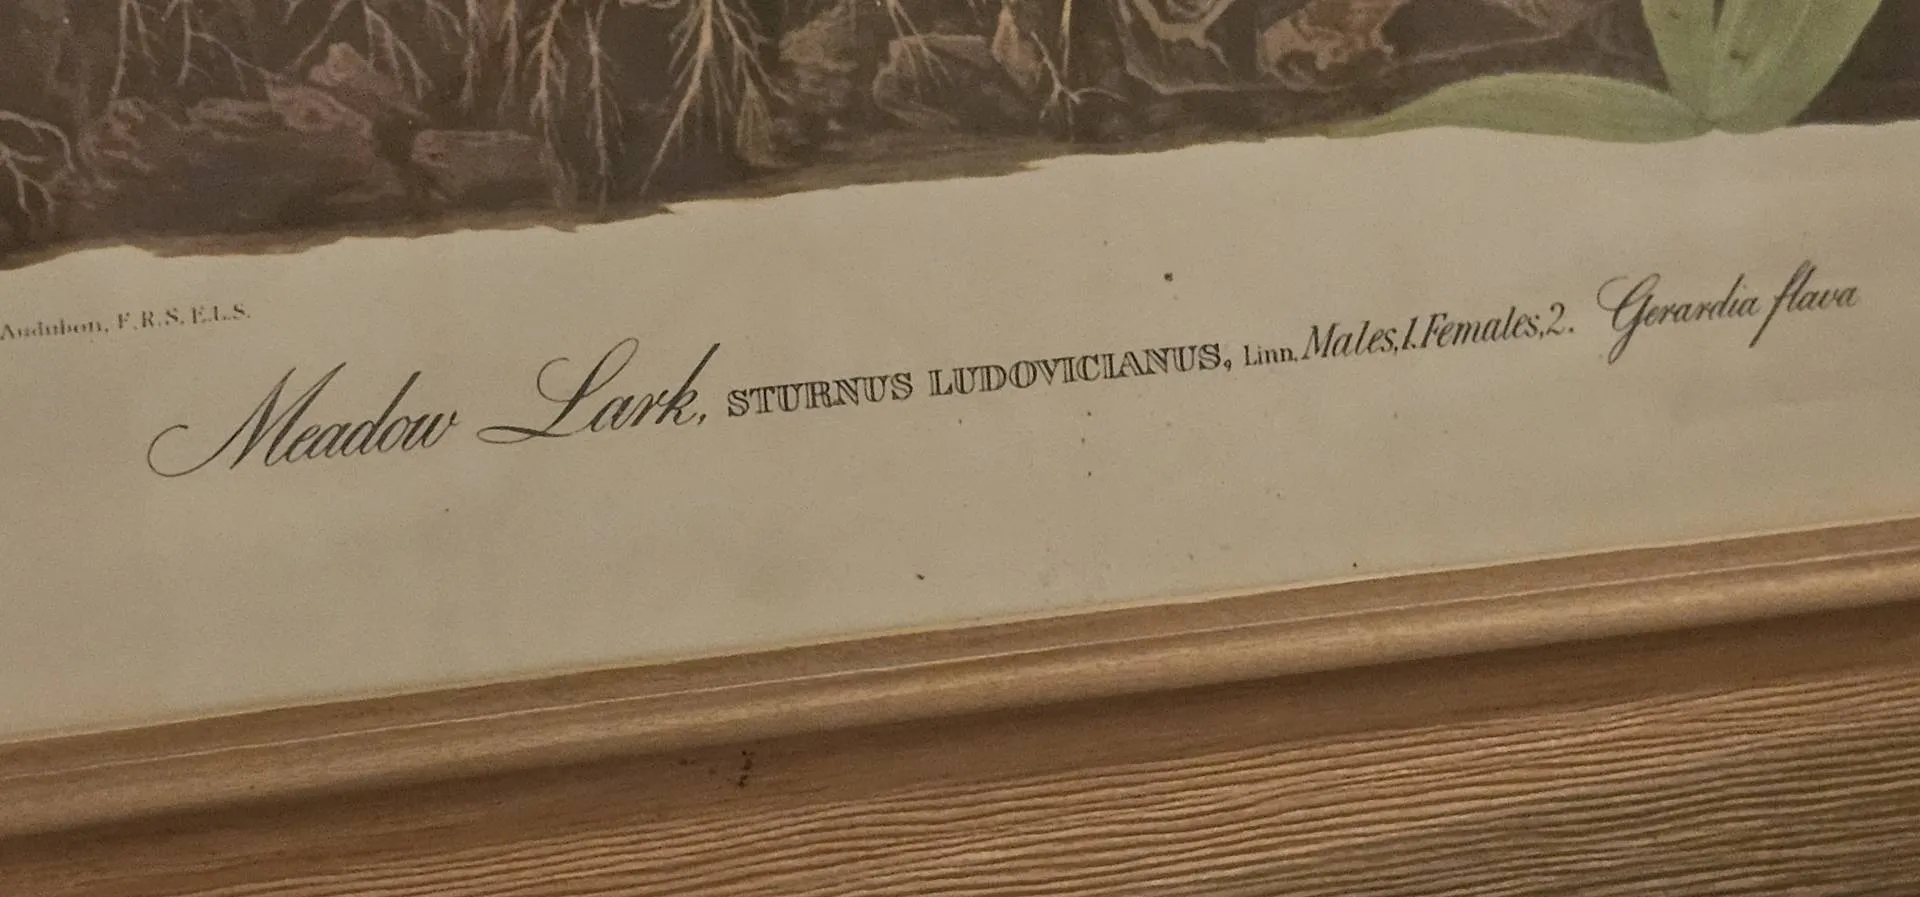 Audubon, F.R.S. F.L.S.
Meadow Lark, STURNUS LUDOVICIANUS, Linn. Males, 1. Females, 2. Gerardia flava